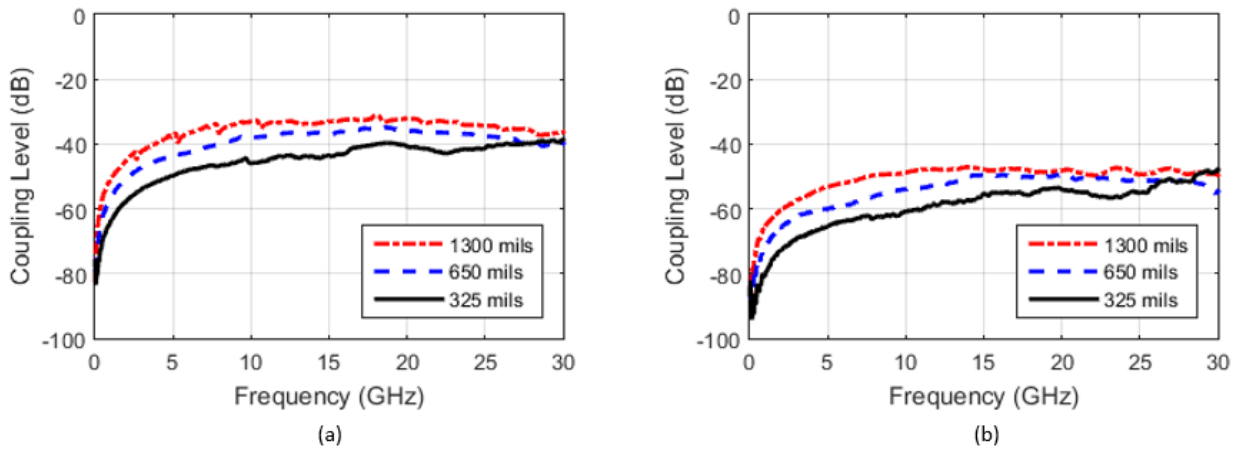 0
-20
-40
-60
-80
-100
Coupling Level (dB)
1300 mils
650 mils
325 mils
0 5 10 15 20 25 30
Frequency (GHz)
(a)
0
-20
-40
-60
-80
-100
Coupling Level (dB)
1300 mils
650 mils
325 mils
0 5 10 15 20 25 30
Frequency (GHz)
(b)